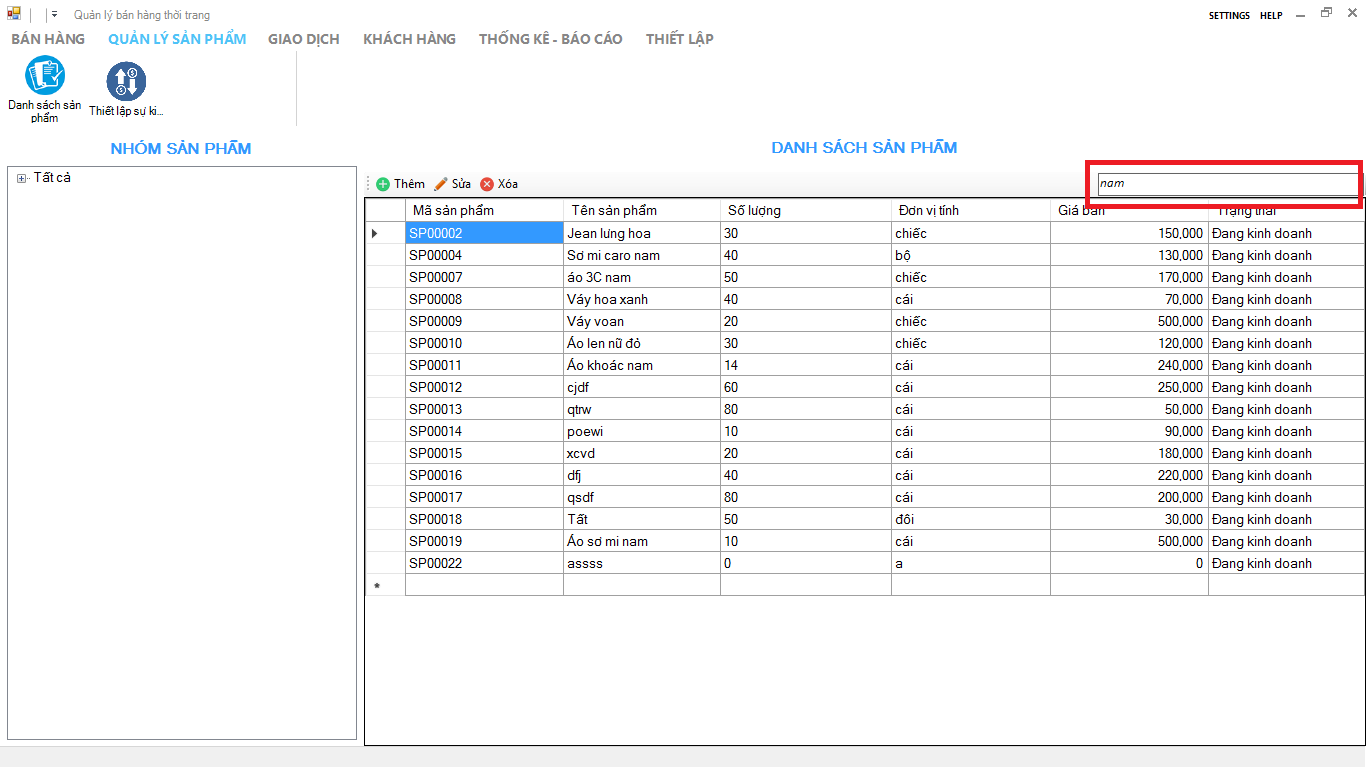 Quản lý bán hàng thời trang
SETTINGS HELP
BÁN HÀNG QUẢN LÝ SẢN PHẨM GIAO DỊCH KHÁCH HÀNG THỐNG KÊ - BÁO CÁO THIẾT LẬP
Danh sách sản
phẩm
Thiết lập sự ki...
NHÓM SẢN PHẨM
DANH SÁCH SẢN PHẨM
Tất cả
Thêm Sửa Xóa
nam
Mã sản phẩm Tên sản phẩm Số lượng Đơn vị tính Giá bán Trạng thái
SP00002 Jean lưng hoa 30 chiếc 150,000 Đang kinh doanh
SP00004 Sơ mi caro nam 40 bộ 130,000 Đang kinh doanh
SP00007 áo 3C nam 50 chiếc 170,000 Đang kinh doanh
SP00008 Váy hoa xanh 40 cái 70,000 Đang kinh doanh
SP00009 Váy voan 20 chiếc 500,000 Đang kinh doanh
SP00010 Áo len nữ đỏ 30 chiếc 120,000 Đang kinh doanh
SP00011 Áo khoác nam 14 cái 240,000 Đang kinh doanh
SP00012 cjdf 60 cái 250,000 Đang kinh doanh
SP00013 qtrw 80 cái 50,000 Đang kinh doanh
SP00014 poewi 10 cái 90,000 Đang kinh doanh
SP00015 xcvd 20 cái 180,000 Đang kinh doanh
SP00016 dfj 40 cái 220,000 Đang kinh doanh
SP00017 qsdf 80 cái 200,000 Đang kinh doanh
SP00018 Tất 50 đôi 30,000 Đang kinh doanh
SP00019 Áo sơ mi nam 10 cái 500,000 Đang kinh doanh
SP00022 assss 0 a 0 Đang kinh doanh